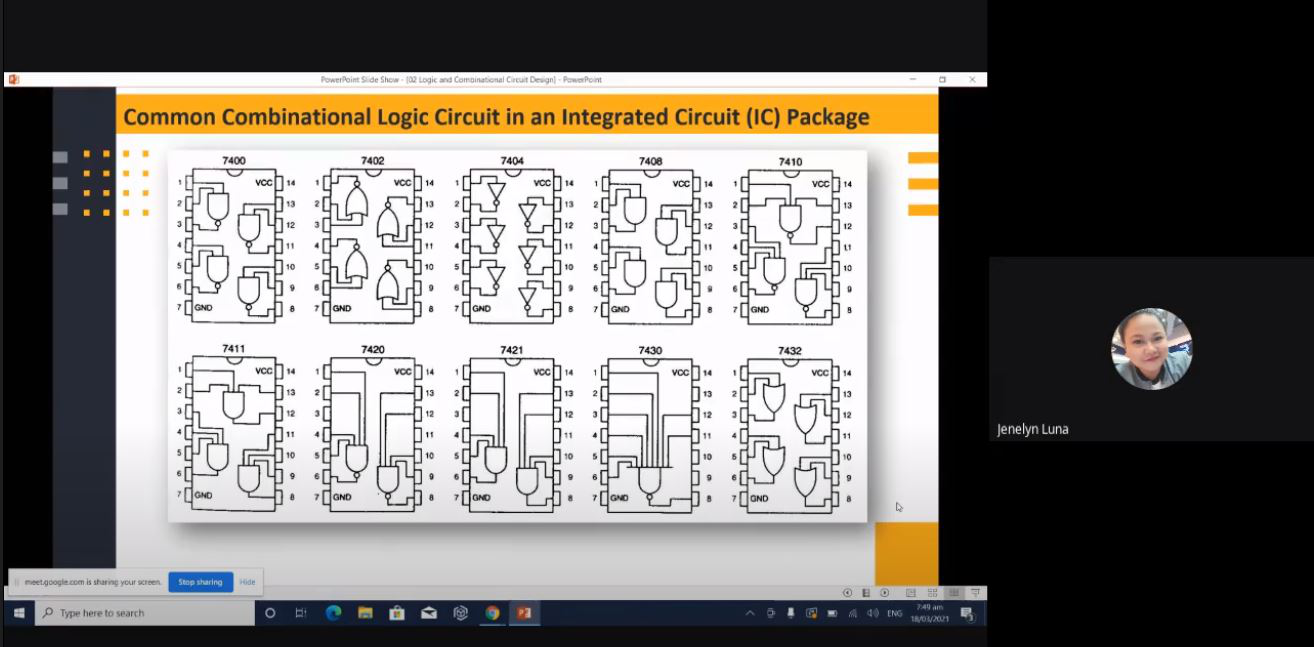 PowerPoint Slide Show - [02 Logic and Combinational Circuit Design] - PowerPoint
Common Combinational Logic Circuit in an Integrated Circuit (IC) Package
7400 7402 7404 7408 7410
1 VCC 14 1 VCC 14 1 VCC 14 1 VCC 14 1 VCC 14
2 13 2 13 2 13 2 13 2 13
3 12 3 12 3 12 3 12 3 12
4 11 4 11 4 11 4 11 4 11
5 10 5 10 5 10 5 10 5 10
6 9 6 9 6 9 6 9 6 9
7 GND 8 7 GND 8 7 GND 8 7 GND 8 7 GND 8
7411 7420 7421 7430 7432
1 VCC 14 1 VCC 14 1 VCC 14 1 VCC 14 1 VCC 14
2 13 2 13 2 13 2 13 2 13
3 12 3 12 3 12 3 12 3 12
4 11 4 11 4 11 4 11 4 11
5 10 5 10 5 10 5 10 5 10
6 9 6 9 6 9 6 9 6 9
7 GND 8 7 GND 8 7 GND 8 7 GND 8 7 GND 8
Jenelyn Luna
meet.google.com is sharing your screen. Stop sharing Hide
Type here to search
ENG
7:49 am
18/03/2021